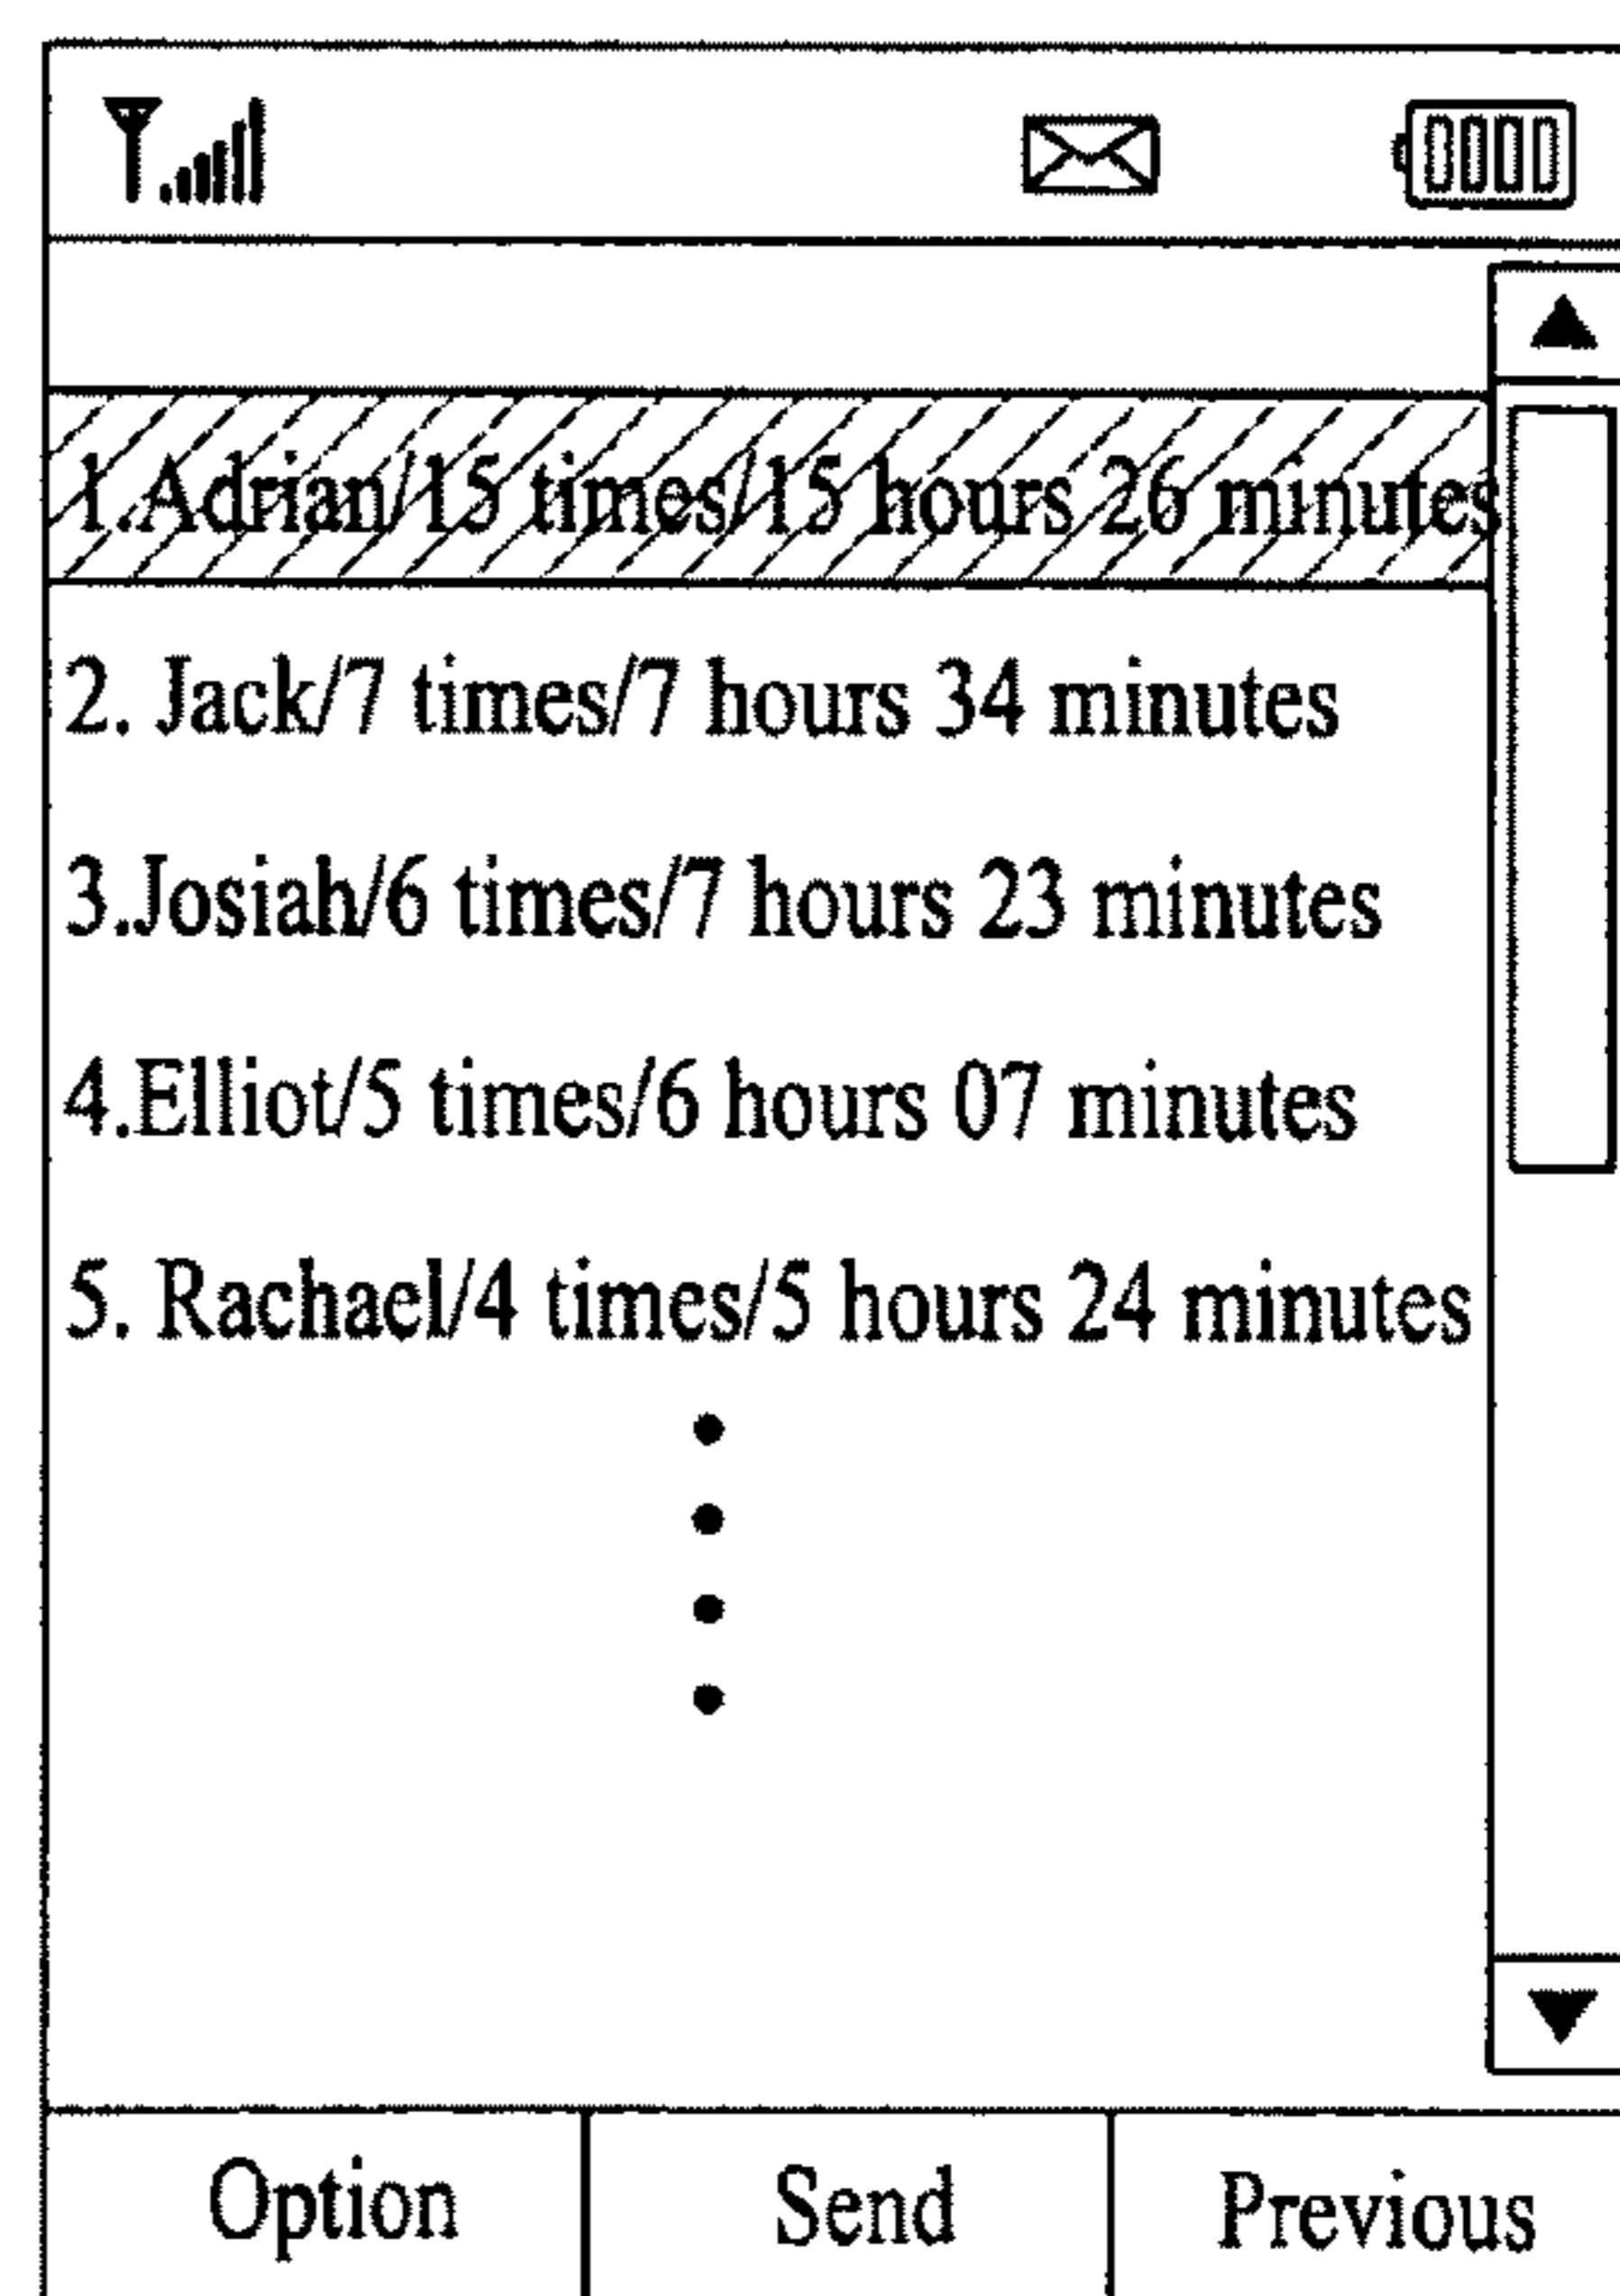 1.Adrian/15 times/15 hours 26 minutes
2. Jack/7 times/7 hours 34 minutes
3.Josiah/6 times/7 hours 23 minutes
4.Elliot/5 times/6 hours 07 minutes
5. Rachael/4 times/5 hours 24 minutes
Option Send Previous